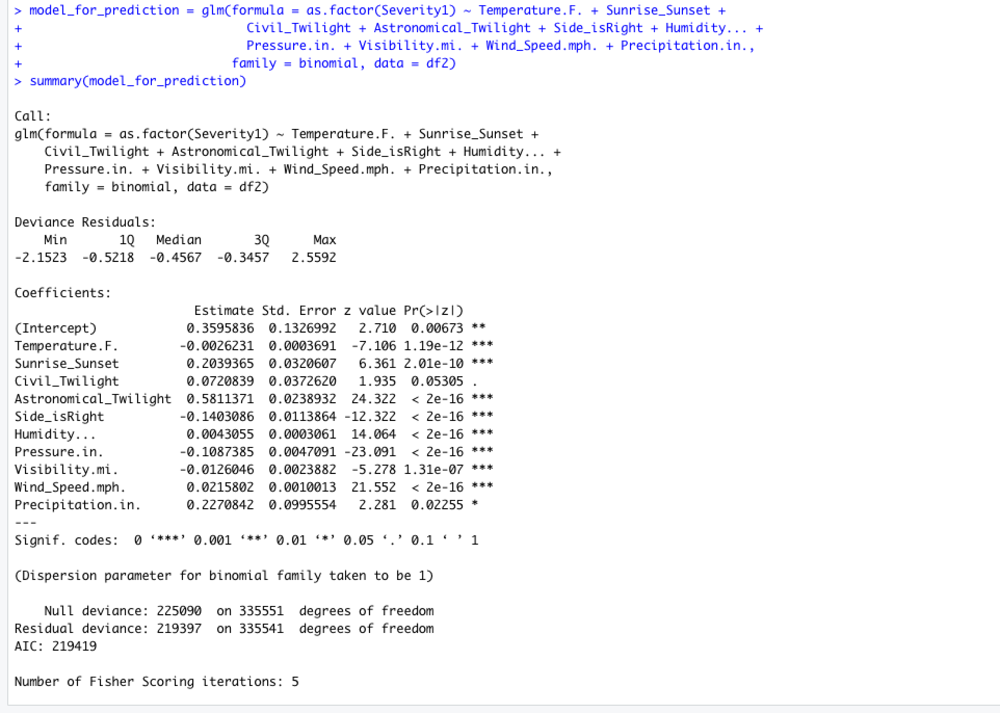 > model_for_prediction = glm(formula = as.factor(Severity1) ~ Temperature.F. + Sunrise_Sunset +
+                              Civil_Twilight + Astronomical_Twilight + Side_isRight + Humidity... +
+                              Pressure.in. + Visibility.mi. + Wind_Speed.mph. + Precipitation.in.,
+                            family = binomial, data = df2)
> summary(model_for_prediction)

Call:
glm(formula = as.factor(Severity1) ~ Temperature.F. + Sunrise_Sunset +
    Civil_Twilight + Astronomical_Twilight + Side_isRight + Humidity... +
    Pressure.in. + Visibility.mi. + Wind_Speed.mph. + Precipitation.in.,
    family = binomial, data = df2)

Deviance Residuals:
    Min       1Q   Median       3Q      Max
-2.1523  -0.5218  -0.4567  -0.3457   2.5592

Coefficients:
                        Estimate Std. Error z value Pr(>|z|)
(Intercept)            0.3595836  0.1326992   2.710  0.00673 **
Temperature.F.        -0.0026231  0.0003691  -7.106 1.19e-12 ***
Sunrise_Sunset         0.2039365  0.0320607   6.361 2.01e-10 ***
Civil_Twilight         0.0720839  0.0372620   1.935  0.05305 .
Astronomical_Twilight  0.5811371  0.0238932  24.322  < 2e-16 ***
Side_isRight          -0.1403086  0.0113864 -12.322  < 2e-16 ***
Humidity...            0.0043055  0.0003061  14.064  < 2e-16 ***
Pressure.in.          -0.1087385  0.0047091 -23.091  < 2e-16 ***
Visibility.mi.        -0.0126046  0.0023882  -5.278 1.31e-07 ***
Wind_Speed.mph.        0.0215802  0.0010013  21.552  < 2e-16 ***
Precipitation.in.      0.2270842  0.0995554   2.281  0.02255 *
---
Signif. codes:  0 ‘***’ 0.001 ‘**’ 0.01 ‘*’ 0.05 ‘.’ 0.1 ‘ ’ 1

(Dispersion parameter for binomial family taken to be 1)

    Null deviance: 225090  on 335551  degrees of freedom
Residual deviance: 219397  on 335541  degrees of freedom
AIC: 219419

Number of Fisher Scoring iterations: 5